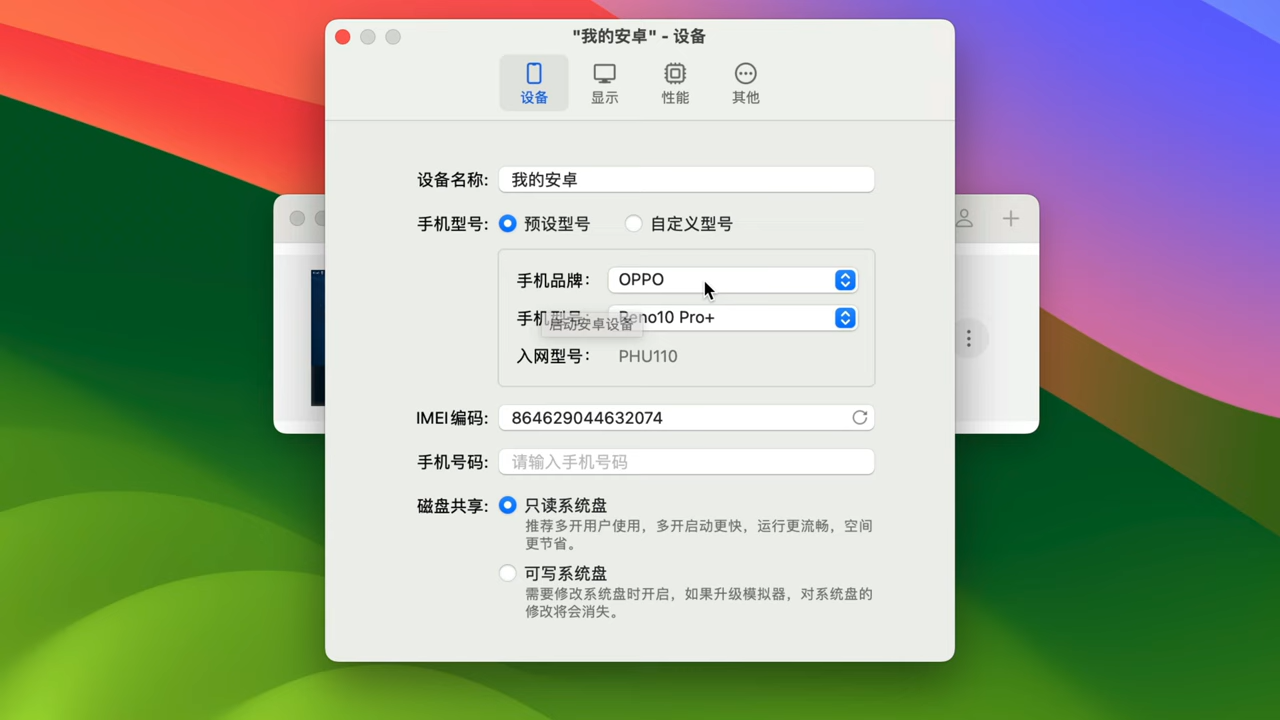 "我的安卓" - 设备
设备
显示
性能
其他
设备名称: 我的安卓
手机型号: 预设型号 自定义型号
手机品牌: OPPO
手机型号: Reno10 Pro+
启动安卓设备
入网型号: PHU110
IMEI编码: 864629044632074
手机号码: 请输入手机号码
磁盘共享: 只读系统盘
推荐多开用户使用，多开启动更快，运行更流畅，空间
更节省。
可写系统盘
需要修改系统盘时开启，如果升级模拟器，对系统盘的
修改将会消失。